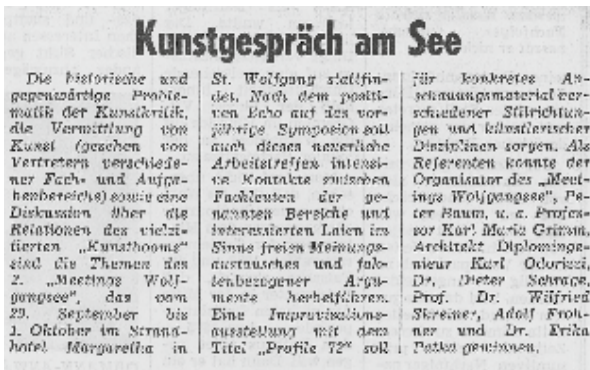 Kunstgespräch am See
Die historische und
gegenwärtige Proble-
matik der Kunstkritik,
die Vermittlung von
Kunst (gesehen von
Vertretern verschiede-
ner Fach- und Aufga-
benbereiche) sowie eine
Diskussion über die
Relationen des vielzi-
tierten „Kunstbooms“
sind die Themen des
2. „Meetings Wolf-
gangsee“, das vom
29. September bis
1. Oktober im Strand-
hotel Margaretha in
St. Wolfgang stattfin-
det. Nach dem positi-
ven Echo auf das vor-
jährige Symposion soll
auch dieses neuerliche
Arbeitstreffen intensi-
ve Kontakte zwischen
Fachleuten der ge-
nannten Bereiche und
interessierten Laien im
Sinne freien Meinungs-
austausches und fak-
tenbezogener Argu-
mente herbeiführen.
Eine Improvisations-
ausstellung mit dem
Titel „Profile 72“ soll
für konkretes An-
schauungsmaterial ver-
schiedener Stilrichtun-
gen und künstlerischer
Disziplinen sorgen. Als
Referenten konnte der
Organisator des „Meet-
ings Wolfgangsee“, Pe-
ter Baum, u. a. Profes-
sor Karl Maria Grimm,
Architekt Diplominge-
nieur Karl Odorizzi,
Dr. Dieter Schrage,
Prof. Dr. Wilfried
Skreiner, Adolf Froh-
ner und Dr. Erika
Patka gewinnen.